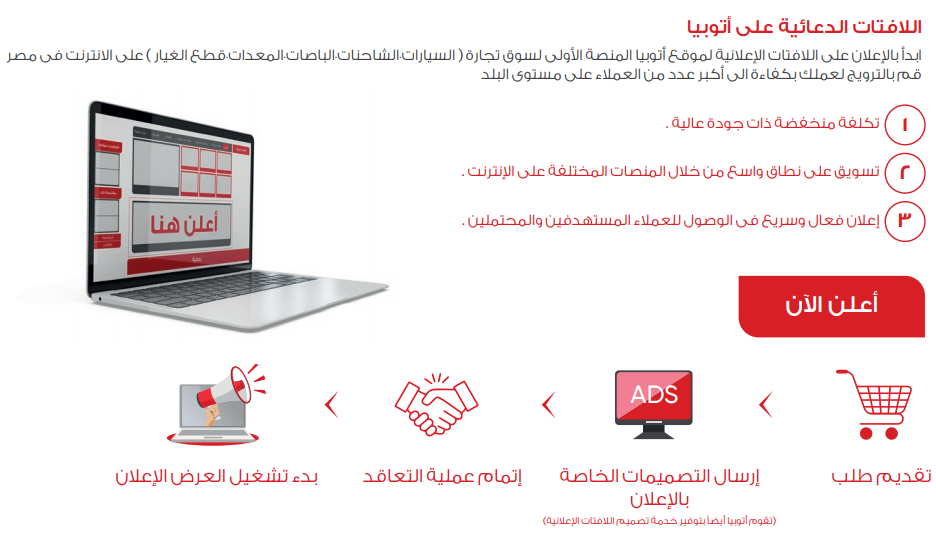 اللافتات الدعائية على أتوبيا
ابدأ بالإعلان على اللافتات الإعلانية لموقع أتوبيا المنصة الأولى لسوق تجارة ( السيارات،الشاحنات،الباصات،المعدات،قطع الغيار ) على الانترنت فى مصر
قم بالترويج لعملك بكفاءة الى أكبر عدد من العملاء على مستوى البلد
١ تكلفة منخفضة ذات جودة عالية .
٢ تسويق على نطاق واسع من خلال المنصات المختلفة على الإنترنت .
٣ إعلان فعال وسريع فى الوصول للعملاء المستهدفين والمحتملين .
أعلن هنا
أعلن الآن
ADS
تقديم طلب
إرسال التصميمات الخاصة
بالإعلان
(تقوم أتوبيا أيضاً بتوفير خدمة تصميم اللافتات الإعلانية)
إتمام عملية التعاقد
بدء تشغيل العرض الإعلان